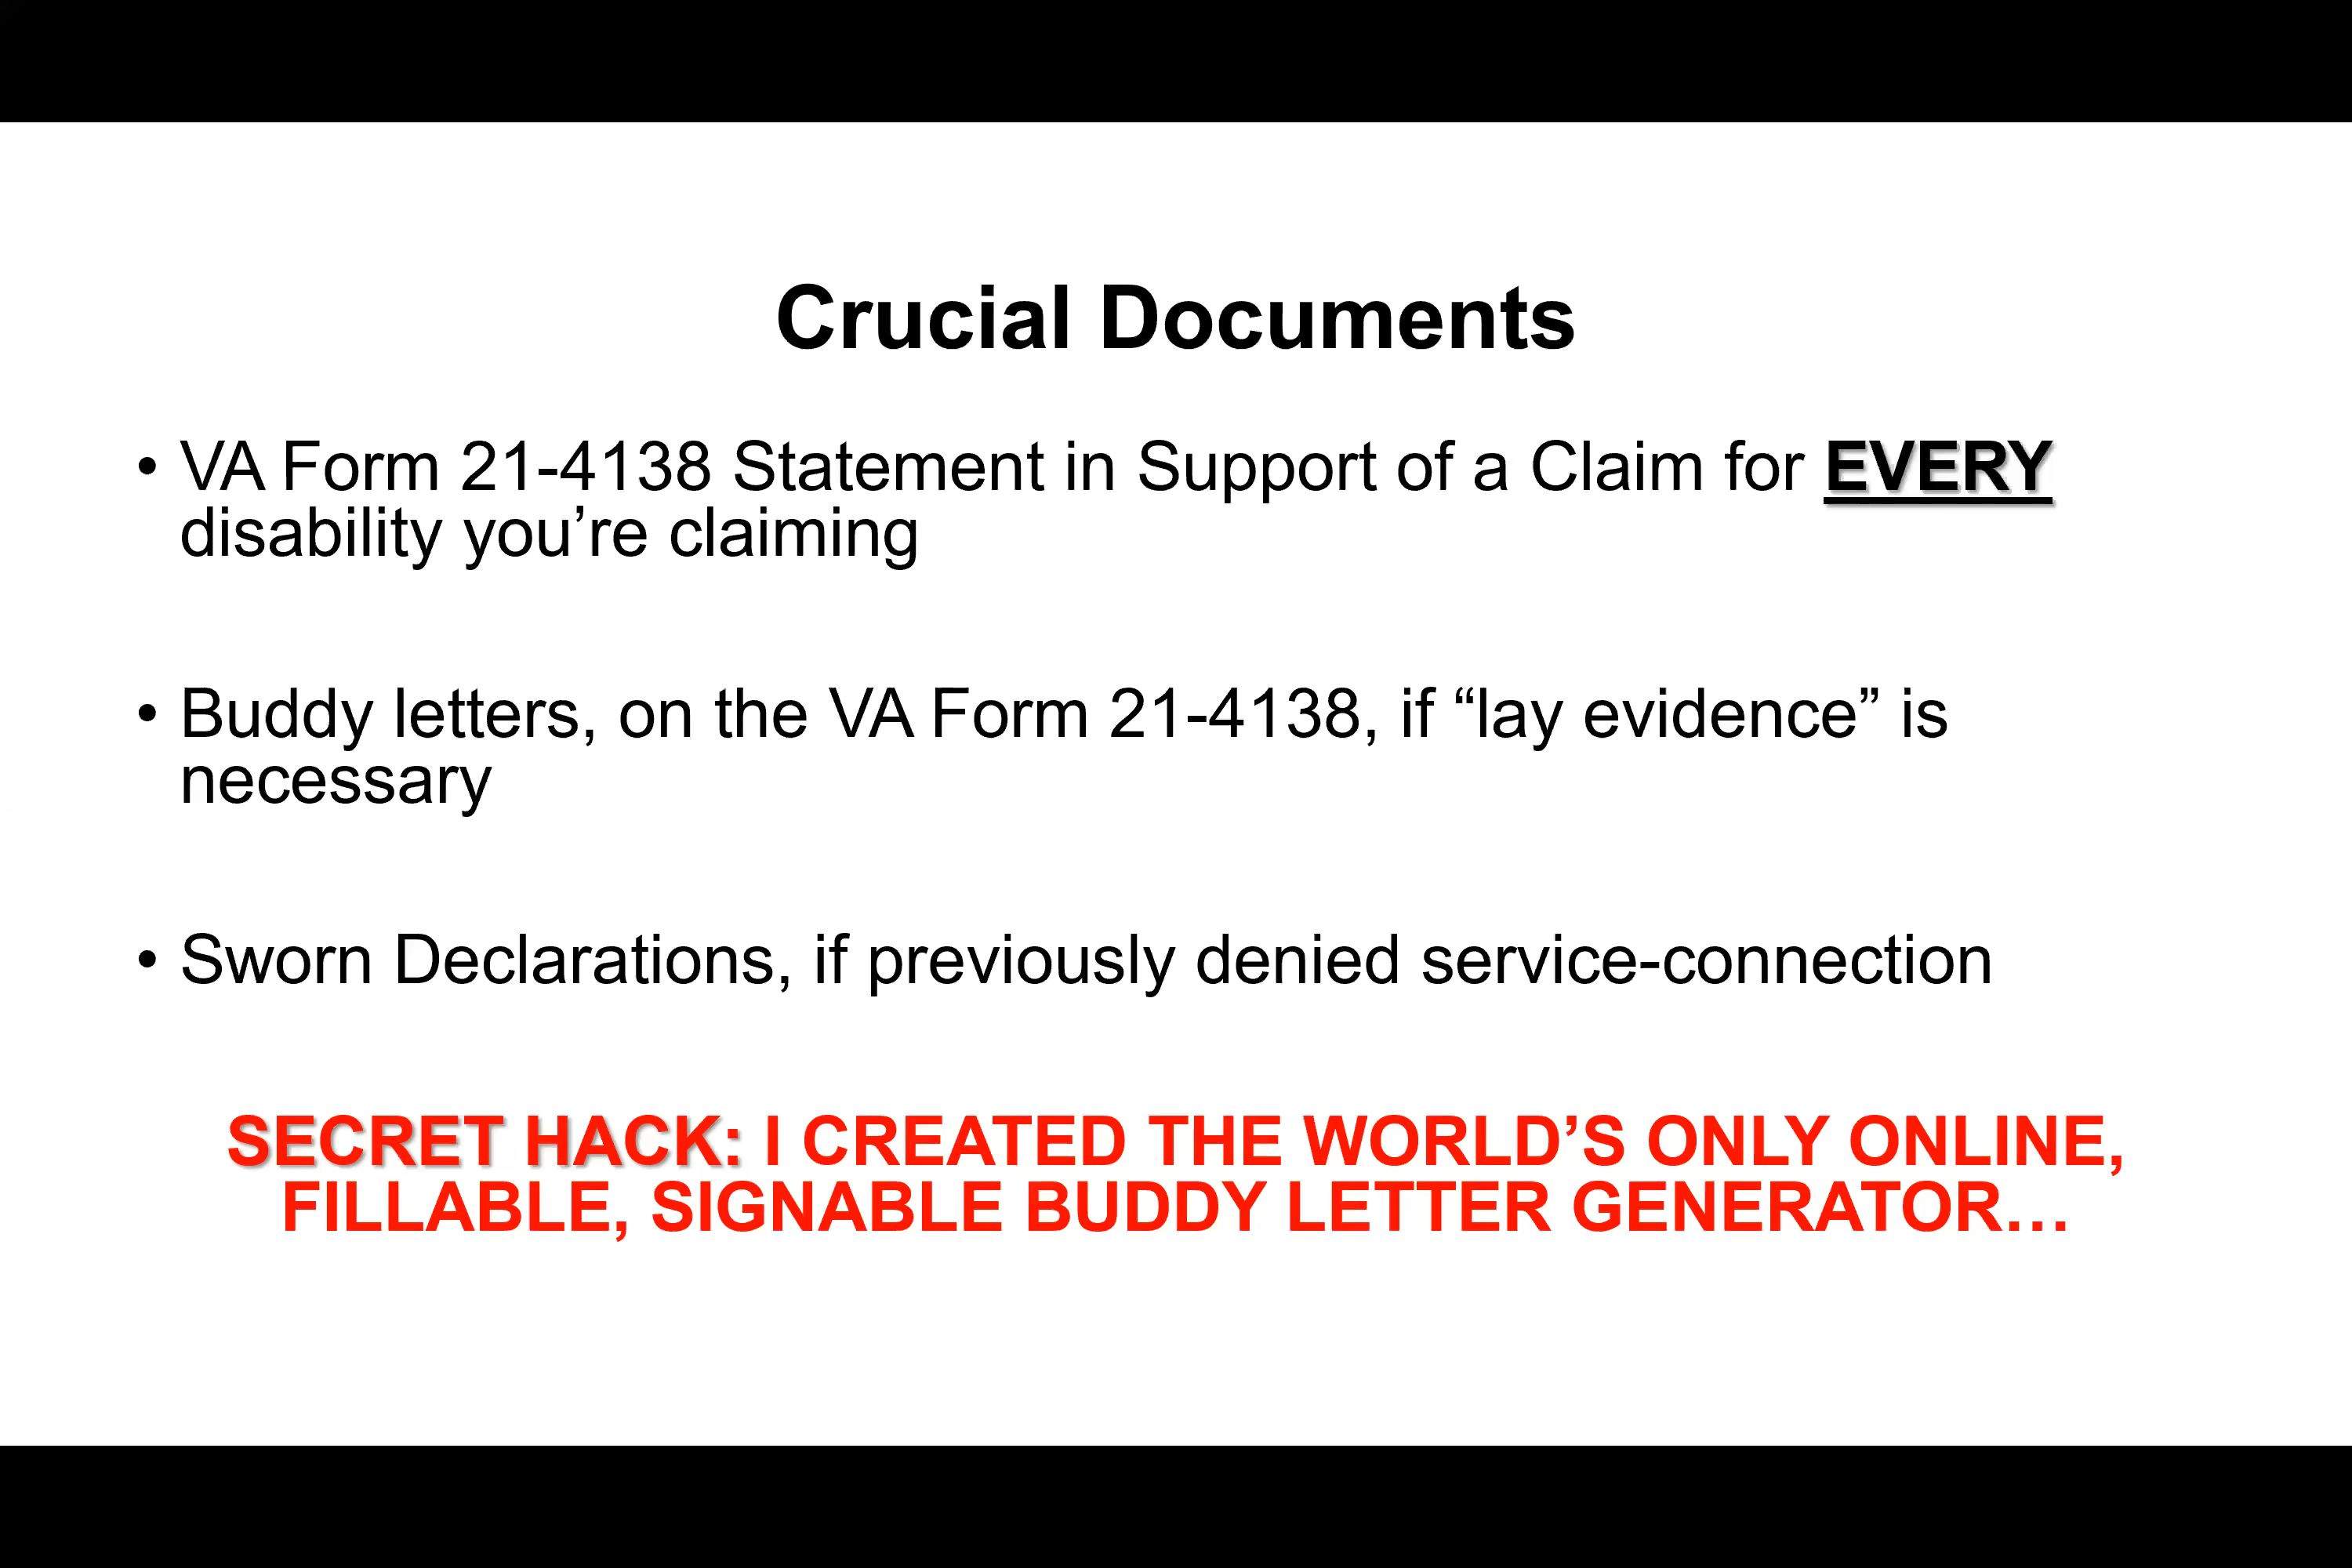 Crucial Documents
• VA Form 21-4138 Statement in Support of a Claim for EVERY
disability you’re claiming
• Buddy letters, on the VA Form 21-4138, if “lay evidence” is
necessary
• Sworn Declarations, if previously denied service-connection
SECRET HACK: I CREATED THE WORLD’S ONLY ONLINE,
FILLABLE, SIGNABLE BUDDY LETTER GENERATOR…